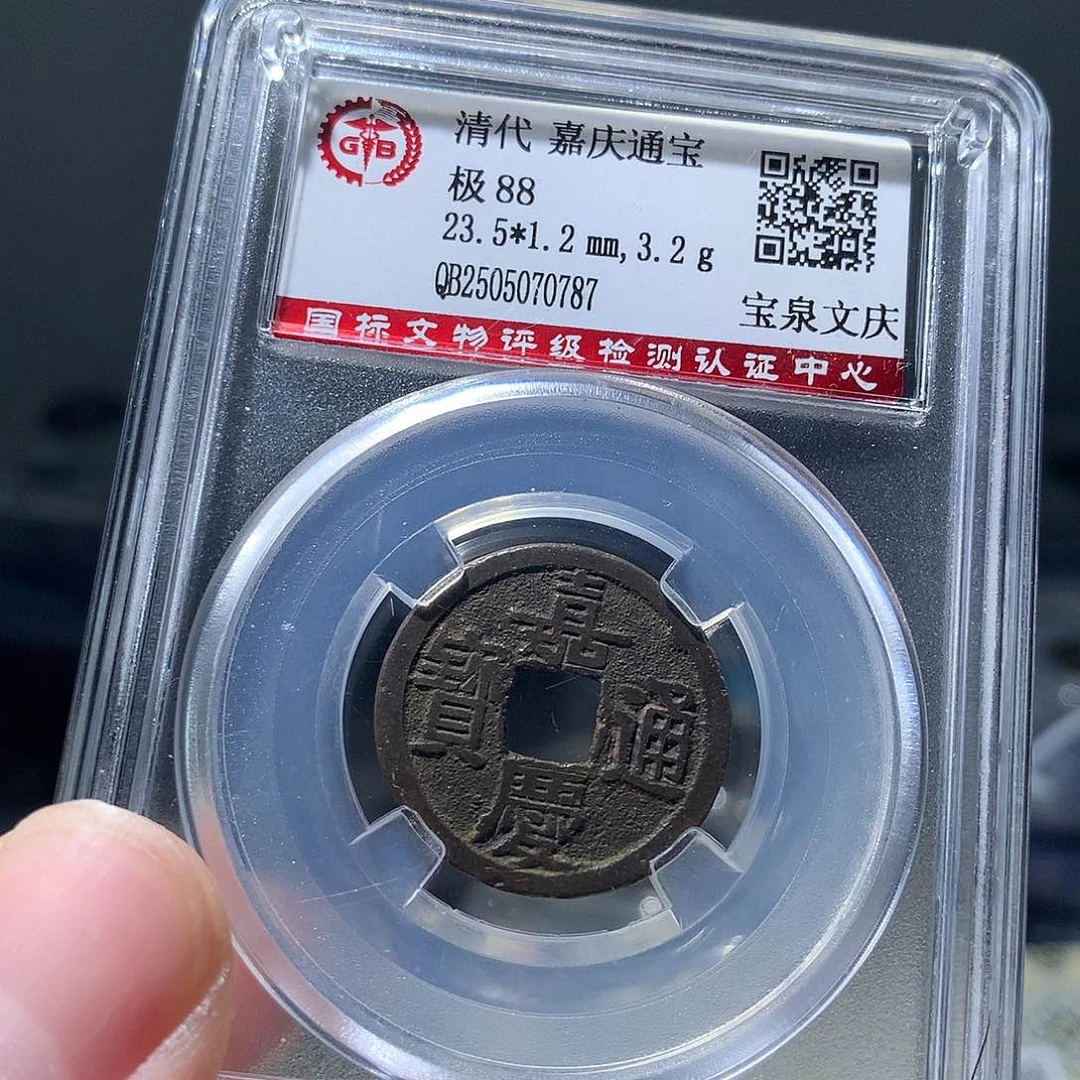 GB
清代 嘉庆通宝
极 88
23.5*1.2 mm,3.2 g
QB2505070787
宝泉文庆
国标文物评级检测认证中心
嘉
慶
通
寶